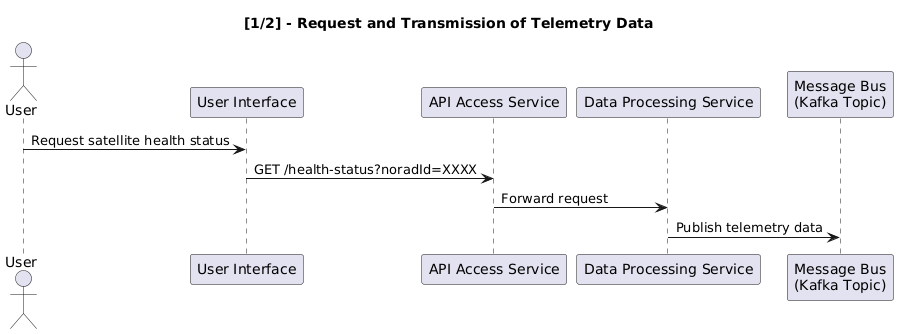 [1/2] - Request and Transmission of Telemetry Data
User
User Interface
API Access Service
Data Processing Service
Message Bus
(Kafka Topic)
Request satellite health status
GET /health-status?noradId=XXXX
Forward request
Publish telemetry data
User
User Interface
API Access Service
Data Processing Service
Message Bus
(Kafka Topic)